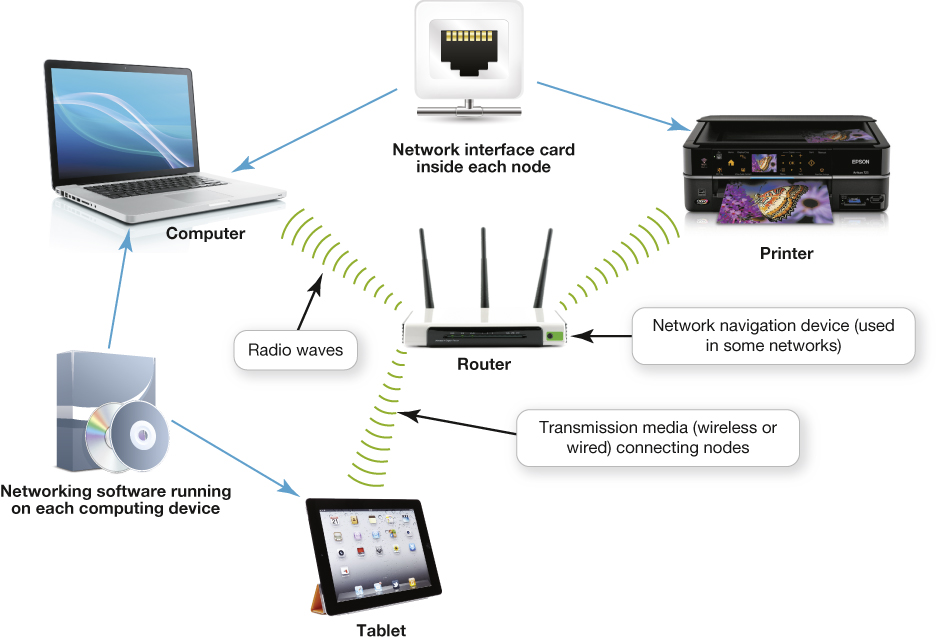 Network interface card
inside each node
EPSON
Computer
Printer
Radio waves
Network navigation device (used
in some networks)
Router
Transmission media (wireless or
wired) connecting nodes
Networking software running
on each computing device
Tablet